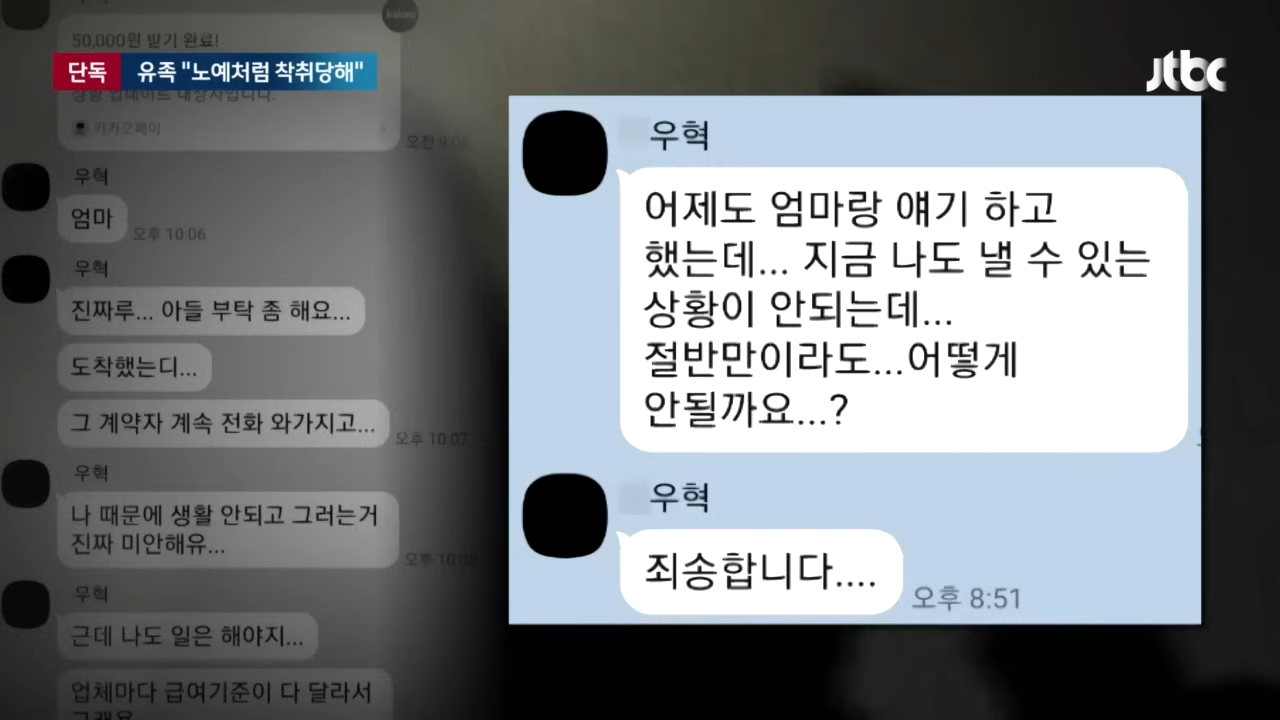 50,000원 받기 완료!
단독 유족 "노예처럼 착취당해"
jtbc
카카오페이
오전 9:0
우혁
엄마
오후 10:06
우혁
진짜루... 아들 부탁 좀 해요...
도착했는디...
그 계약자 계속 전화 와가지고...
오후 10:07
우혁
나 때문에 생활 안되고 그러는거
진짜 미안해유...
오후 10:08
우혁
근데 나도 일은 해야지...
업체마다 급여기준이 다 달라서
우혁
어제도 엄마랑 얘기 하고
했는데... 지금 나도 낼 수 있는
상황이 안되는데...
절반만이라도...어떻게
안될까요...?
우혁
죄송합니다....
오후 8:51